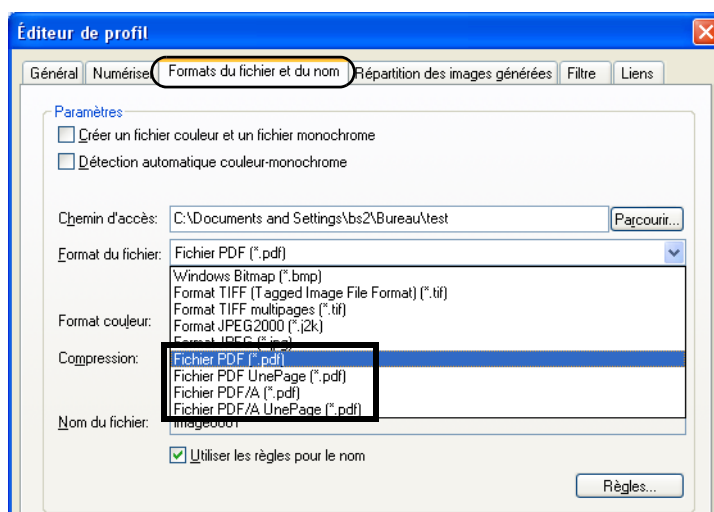 Éditeur de profil
Général Numérise Formats du fichier et du nom Répartition des images générées Filtre Liens
Paramètres
Créer un fichier couleur et un fichier monochrome
Détection automatique couleur-monochrome
Chemin d'accès: C:\Documents and Settings\bs2\Bureau\test Parcourir...
Format du fichier: Fichier PDF (*.pdf)
Windows Bitmap (*.bmp)
Format TIFF (Tagged Image File Format) (*.tif)
Format TIFF multipages (*.tif)
Format couleur: Format JPEG2000 (*.j2k)
Format JPEG (*.jpg)
Compression: Fichier PDF (*.pdf)
Fichier PDF UnePage (*.pdf)
Fichier PDF/A (*.pdf)
Fichier PDF/A UnePage (*.pdf)
Nom du fichier: image0001
Utiliser les règles pour le nom
Règles...